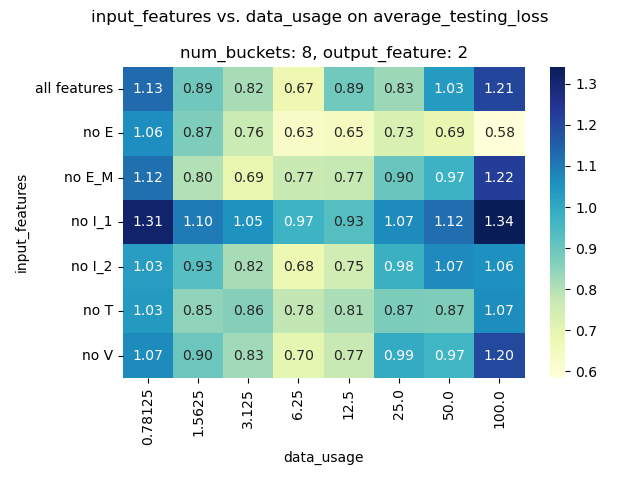 input_features vs. data_usage on average_testing_loss
num_buckets: 8, output_feature: 2
all features 1.13 0.89 0.82 0.67 0.89 0.83 1.03 1.21
no E 1.06 0.87 0.76 0.63 0.65 0.73 0.69 0.58
no E_M 1.12 0.80 0.69 0.77 0.77 0.90 0.97 1.22
no I_1 1.31 1.10 1.05 0.97 0.93 1.07 1.12 1.34
no I_2 1.03 0.93 0.82 0.68 0.75 0.98 1.07 1.06
no T 1.03 0.85 0.86 0.78 0.81 0.87 0.87 1.07
no V 1.07 0.90 0.83 0.70 0.77 0.99 0.97 1.20
0.78125 1.5625 3.125 6.25 12.5 25.0 50.0 100.0
data_usage
input_features
1.3
1.2
1.1
1.0
0.9
0.8
0.7
0.6